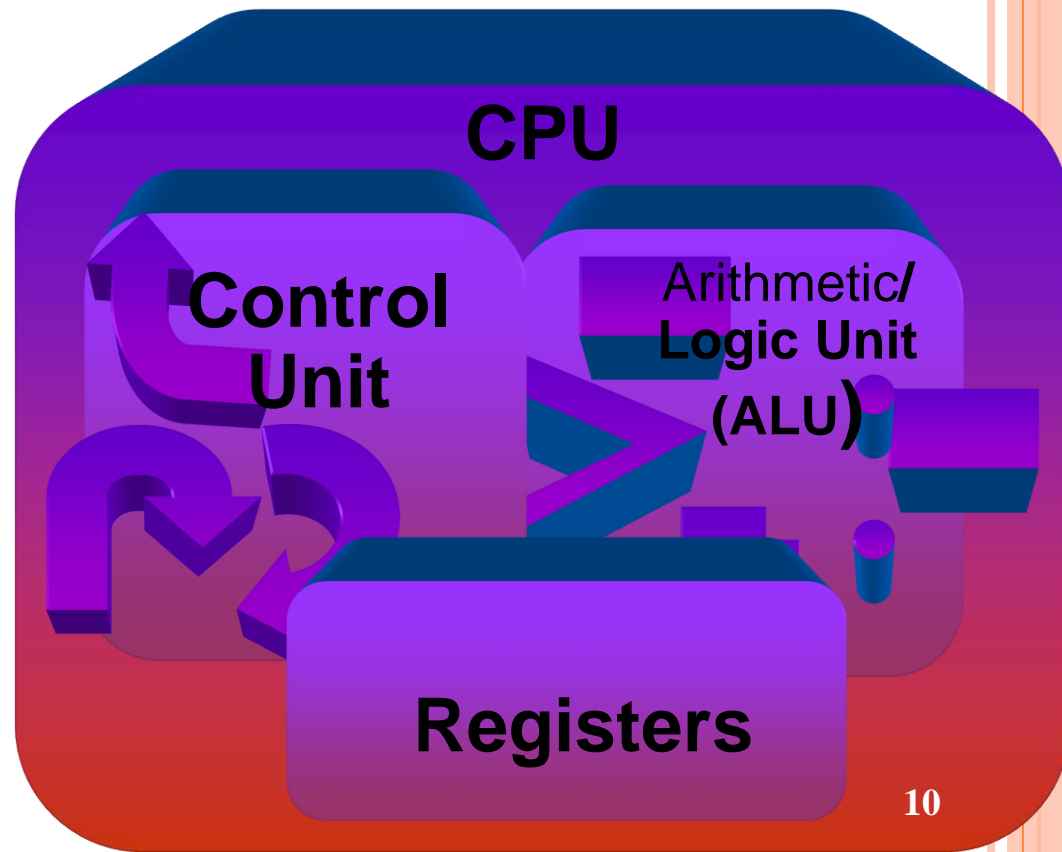 CPU
Control
Unit
Arithmetic/
Logic Unit
(ALU)
Registers
10